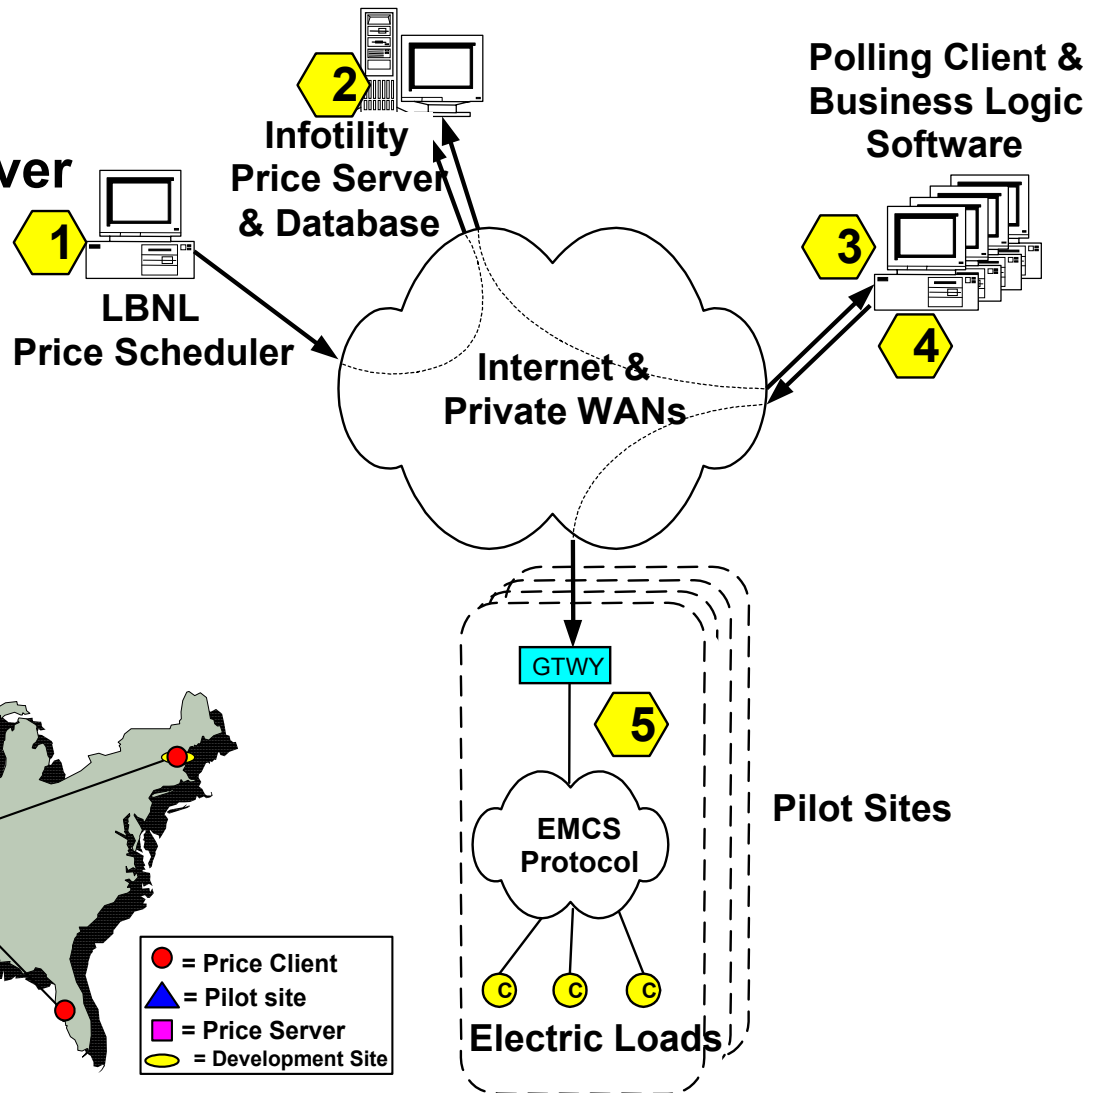 2
Infotility
Price Server
& Database
Polling Client &
Business Logic
Software
ver
1
LBNL
Price Scheduler
3
4
Internet &
Private WANs
GTWY
5
EMCS
Protocol
Pilot Sites
C C C
Electric Loads
= Price Client
= Pilot site
= Price Server
= Development Site